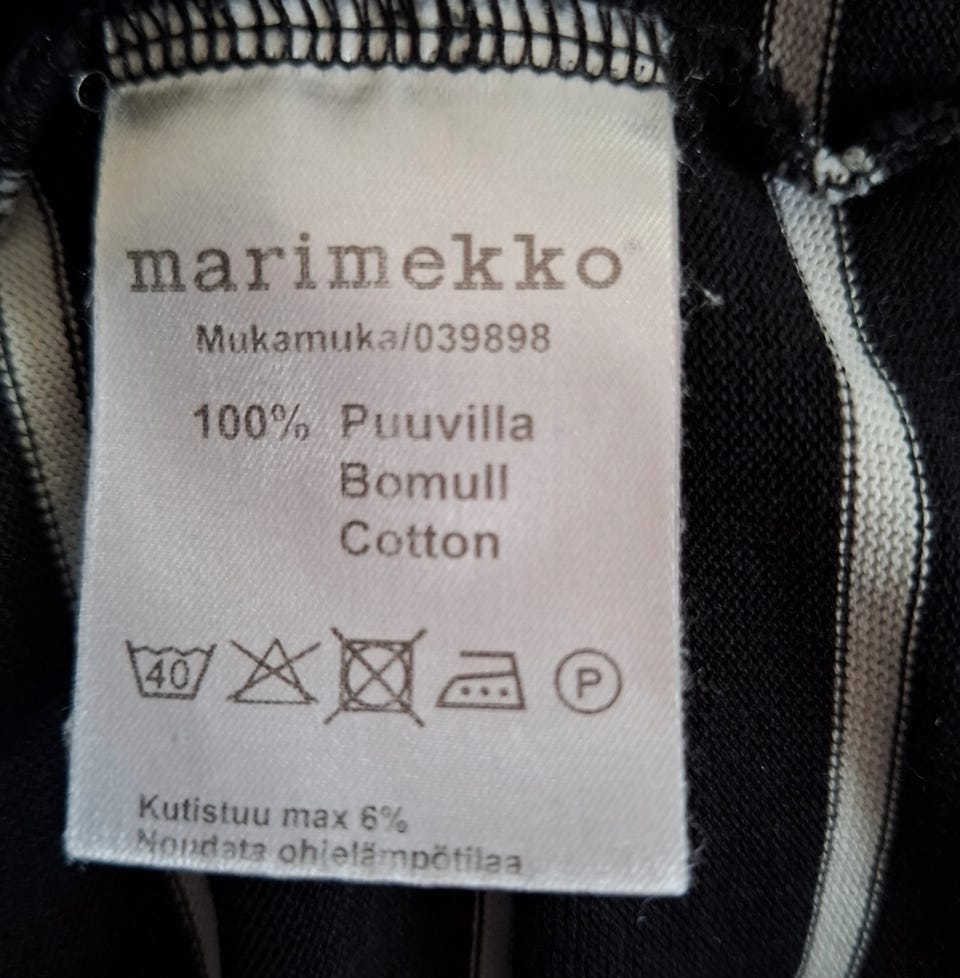 marimekko®
Mukamuka/039898
100% Puuvilla
Bomull
Cotton
40 P
Kutistuu max 6%
Noudata ohjelämpötilaa